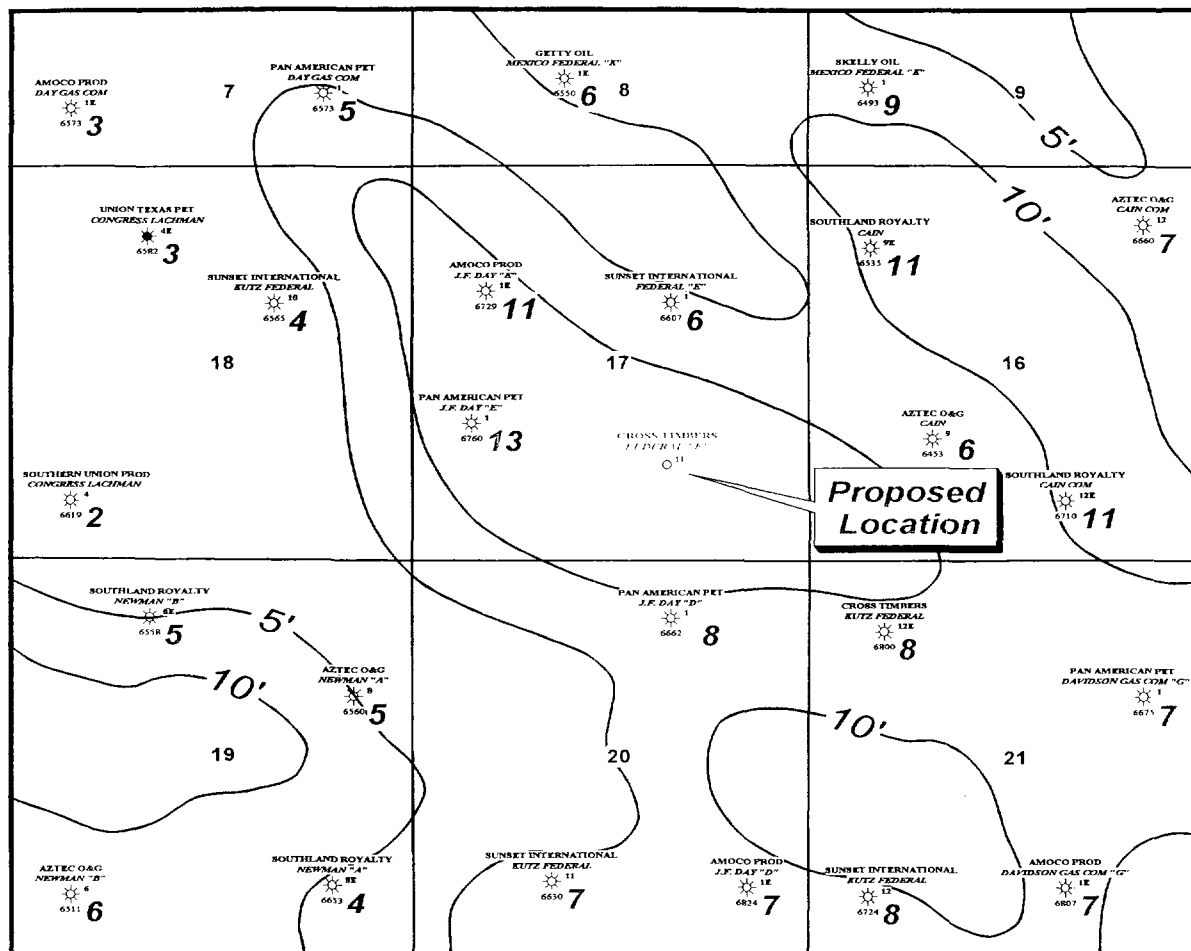 AMOCO PROD
DAY GAS COM
1E
6573
3
7
PAN AMERICAN PET
DAY GAS COM
1
6573
5
GETTY OIL
MEXICO FEDERAL "K"
1E
6550
6
8
SKELLY OIL
MEXICO FEDERAL "K"
1
6493
9
9
5'
10'
UNION TEXAS PET
CONGRESS LACHMAN
4E
6582
3
SUNSET INTERNATIONAL
KUTZ FEDERAL
10
6565
4
AMOCO PROD
J.F. DAY "E"
1E
6729
11
SUNSET INTERNATIONAL
FEDERAL "E"
1
6607
6
SOUTHLAND ROYALTY
CAIN
9E
6535
11
AZTEC O&G
CAIN COM
12
6660
7
18
17
16
PAN AMERICAN PET
J.F. DAY "E"
1
6760
13
CROSS TIMBERS
FEDERAL
11
AZTEC O&G
CAIN
9
6453
6
SOUTHERN UNION PROD
CONGRESS LACHMAN
4
6619
2
Proposed
Location
SOUTHLAND ROYALTY
CAIN COM
12E
6710
11
SOUTHLAND ROYALTY
NEWMAN "B"
6E
6558
5
5'
10'
AZTEC O&G
NEWMAN "A"
8
6560
5
PAN AMERICAN PET
J.F. DAY "D"
1
6662
8
CROSS TIMBERS
KUTZ FEDERAL
12E
6800
8
PAN AMERICAN PET
DAVIDSON GAS COM "G"
1
6675
7
10'
19
20
21
AZTEC O&G
NEWMAN "B"
6
6511
6
SOUTHLAND ROYALTY
NEWMAN "A"
8E
6653
4
SUNSET INTERNATIONAL
KUTZ FEDERAL
11
6630
7
AMOCO PROD
J.F. DAY "D"
1E
6824
7
SUNSET INTERNATIONAL
KUTZ FEDERAL
12
6724
8
AMOCO PROD
DAVIDSON GAS COM "G"
1E
6807
7